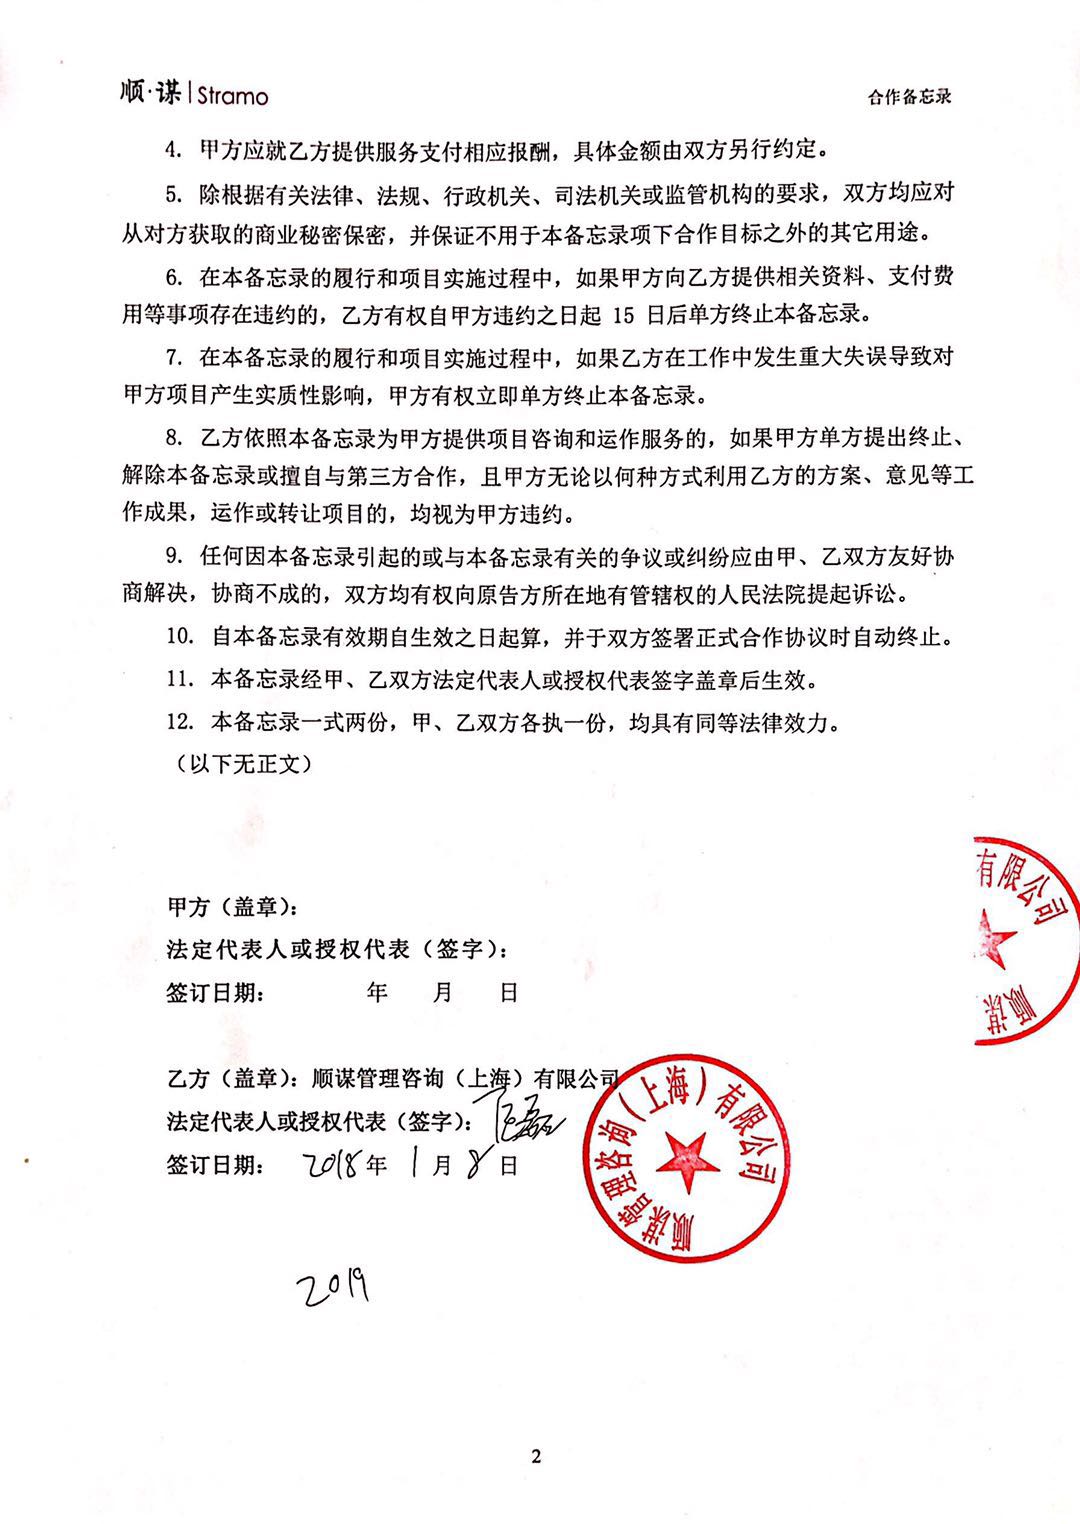 顺·谋|Stramo
合作备忘录
4. 甲方应就乙方提供服务支付相应报酬，具体金额由双方另行约定。
5. 除根据有关法律、法规、行政机关、司法机关或监管机构的要求，双方均应对
从对方获取的商业秘密保密，并保证不用于本备忘录项下合作目标之外的其它用途。
6. 在本备忘录的履行和项目实施过程中，如果甲方向乙方提供相关资料、支付费
用等事项存在违约的，乙方有权自甲方违约之日起 15 日后单方终止本备忘录。
7. 在本备忘录的履行和项目实施过程中，如果乙方在工作中发生重大失误导致对
甲方项目产生实质性影响，甲方有权立即单方终止本备忘录。
8. 乙方依照本备忘录为甲方提供项目咨询和运作服务的，如果甲方单方提出终止、
解除本备忘录或擅自与第三方合作，且甲方无论以何种方式利用乙方的方案、意见等工
作成果，运作或转让项目的，均视为甲方违约。
9. 任何因本备忘录引起的或与本备忘录有关的争议或纠纷应由甲、乙双方友好协
商解决，协商不成的，双方均有权向原告方所在地有管辖权的人民法院提起诉讼。
10. 自本备忘录有效期自生效之日起算，并于双方签署正式合作协议时自动终止。
11. 本备忘录经甲、乙双方法定代表人或授权代表签字盖章后生效。
12. 本备忘录一式两份，甲、乙双方各执一份，均具有同等法律效力。
（以下无正文）
有限公司
顺谋
甲方（盖章）：
法定代表人或授权代表（签字）：
签订日期： 年 月 日
乙方（盖章）：顺谋管理咨询（上海）有限公司
法定代表人或授权代表（签字）：
签订日期： 2018年 1月 8日
顺谋管理咨询（上海）有限公司
2019
2